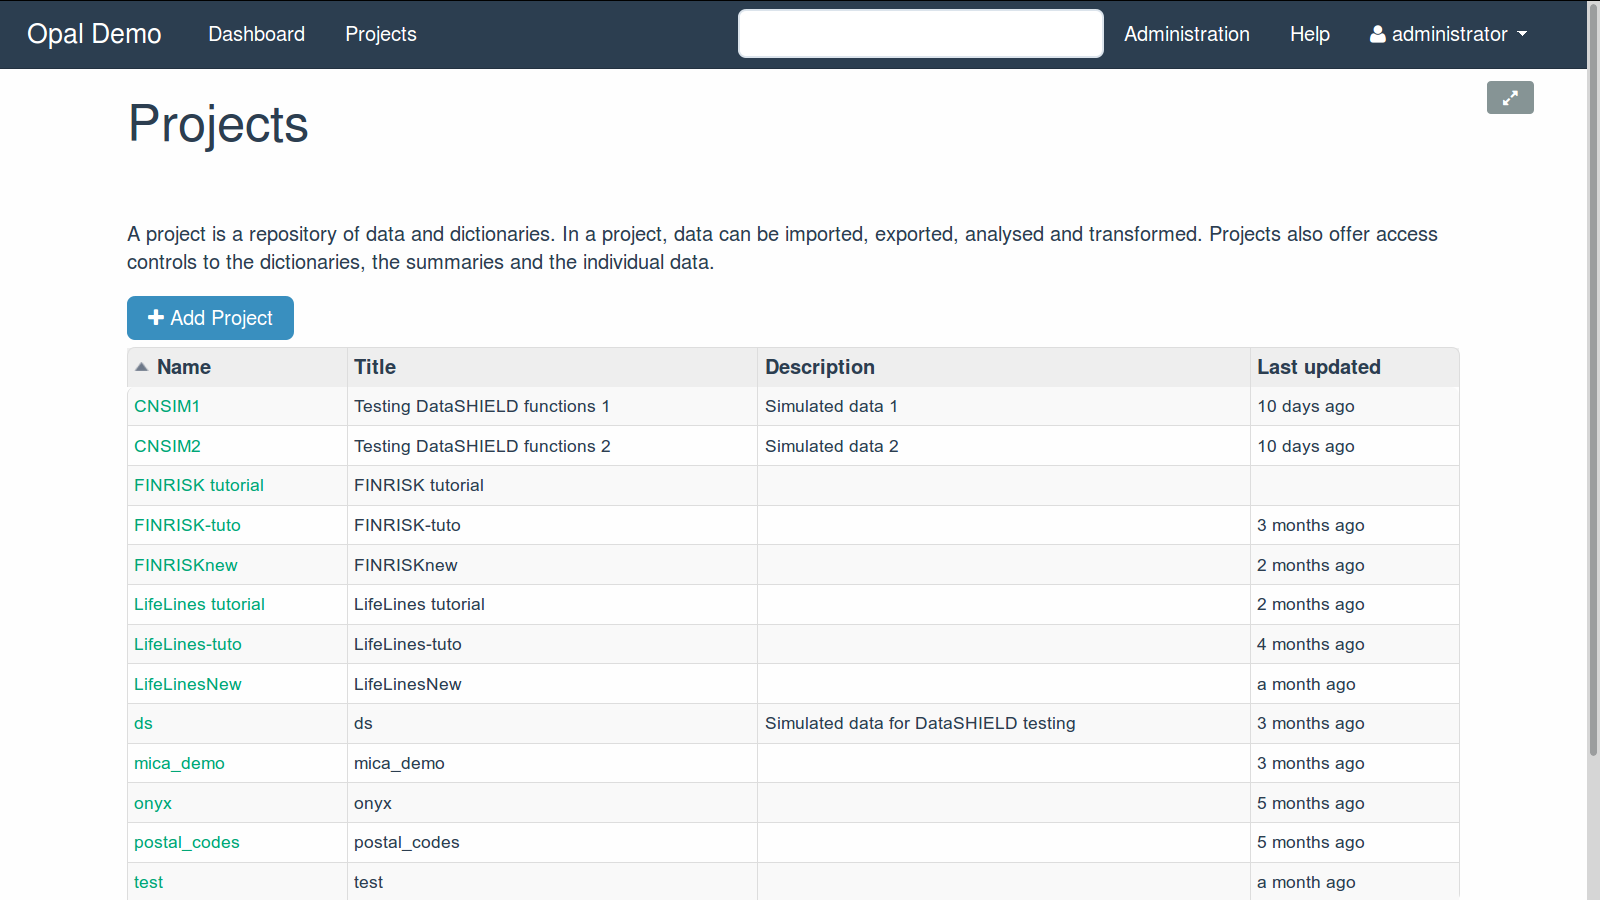 Opal Demo Dashboard Projects Administration Help administrator
Projects
A project is a repository of data and dictionaries. In a project, data can be imported, exported, analysed and transformed. Projects also offer access
controls to the dictionaries, the summaries and the individual data.
Add Project
Name Title Description Last updated
CNSIM1 Testing DataSHIELD functions 1 Simulated data 1 10 days ago
CNSIM2 Testing DataSHIELD functions 2 Simulated data 2 10 days ago
FINRISK tutorial FINRISK tutorial
FINRISK-tuto FINRISK-tuto 3 months ago
FINRISKnew FINRISKnew 2 months ago
LifeLines tutorial LifeLines tutorial 2 months ago
LifeLines-tuto LifeLines-tuto 4 months ago
LifeLinesNew LifeLinesNew a month ago
ds ds Simulated data for DataSHIELD testing 3 months ago
mica_demo mica_demo 3 months ago
onyx onyx 5 months ago
postal_codes postal_codes 5 months ago
test test a month ago